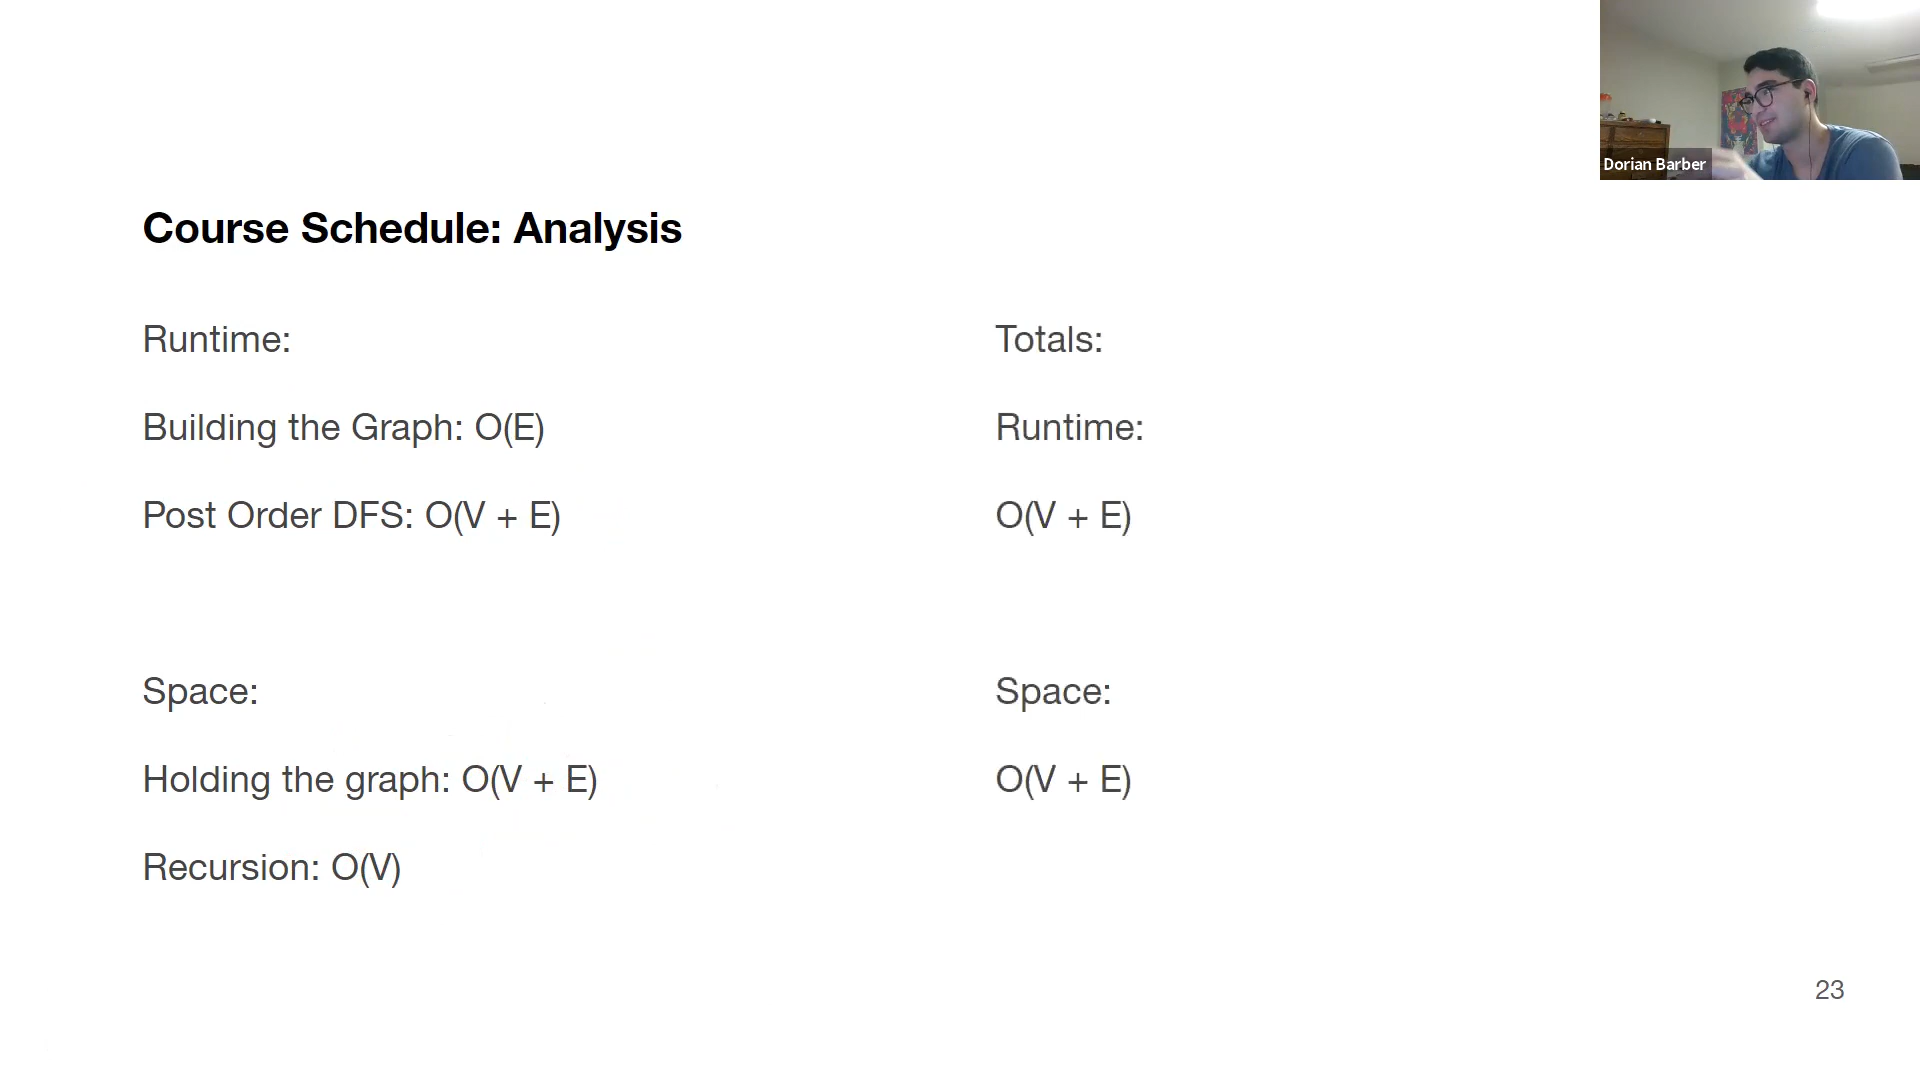 Dorian Barber
Course Schedule: Analysis
Runtime:
Building the Graph: O(E)
Post Order DFS: O(V + E)
Space:
Holding the graph: O(V + E)
Recursion: O(V)
Totals:
Runtime:
O(V + E)
Space:
O(V + E)
23